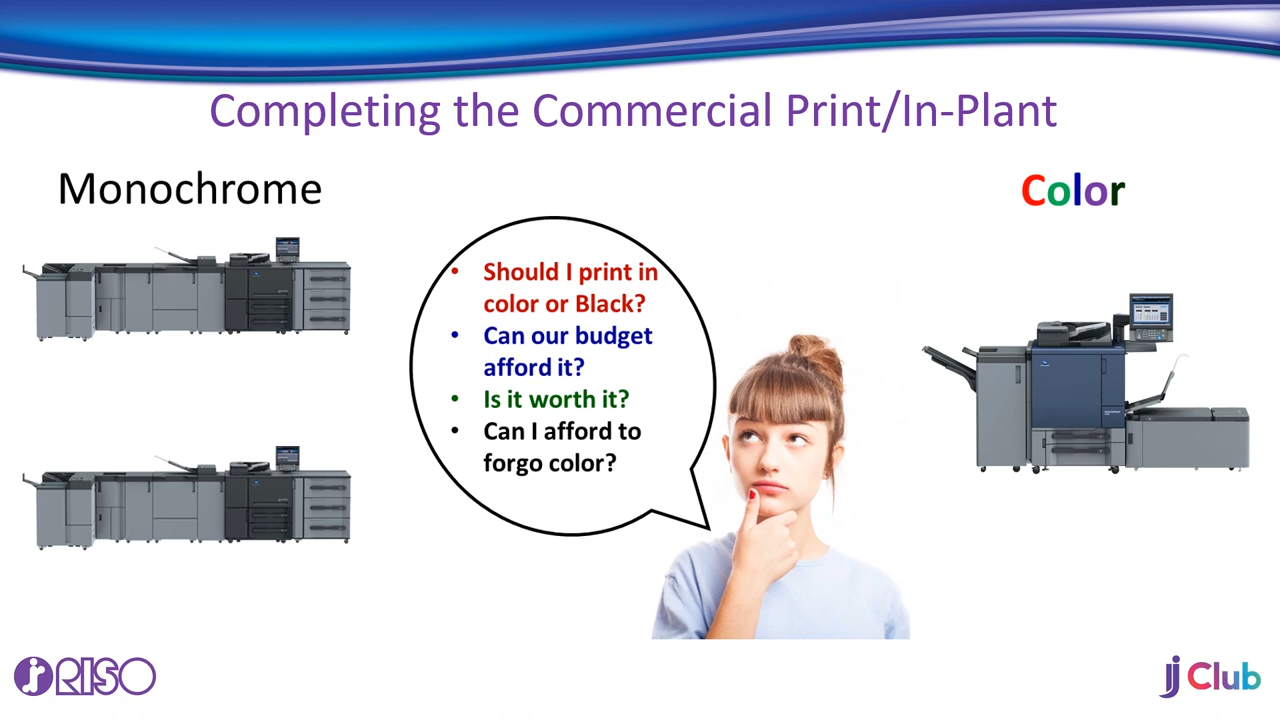 Completing the Commercial Print/In-Plant
Monochrome
Color
• Should I print in
color or Black?
• Can our budget
afford it?
• Is it worth it?
• Can I afford to
forgo color?
RISO
ij Club